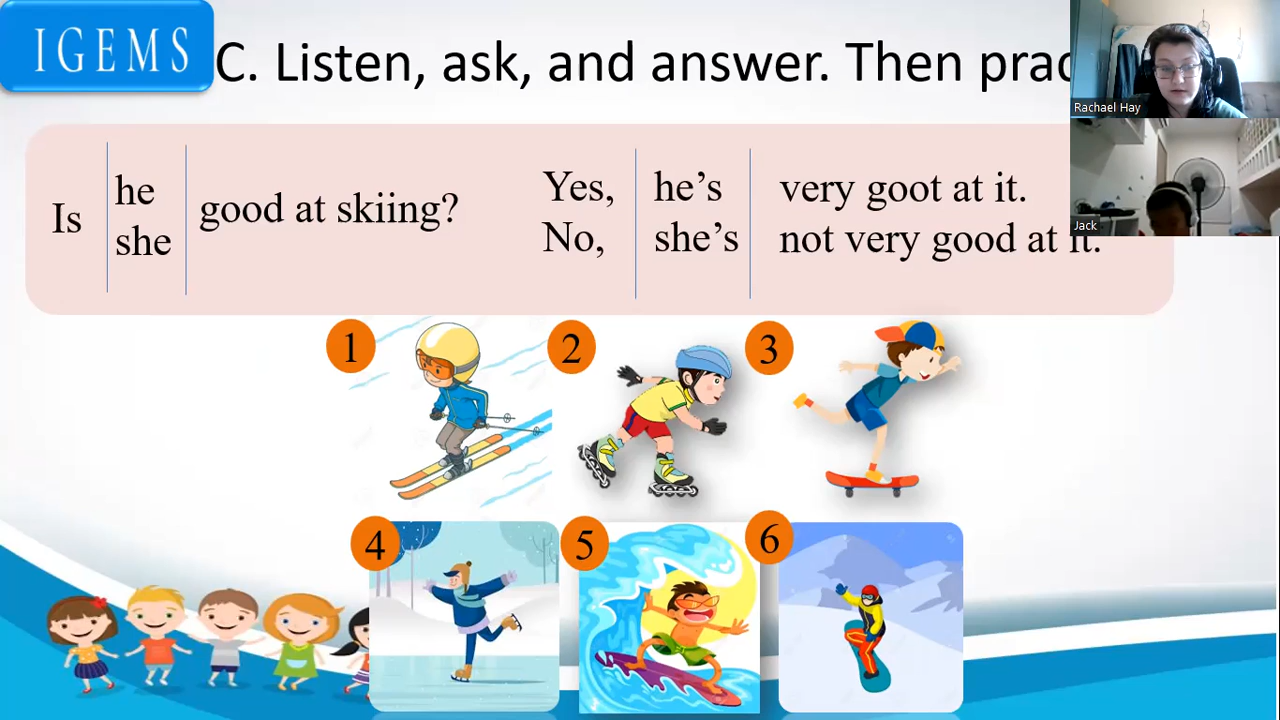 IGEMS
C. Listen, ask, and answer. Then prac
Rachael Hay
Jack
Is
he
she
good at skiing?
Yes,
No,
he's
she's
very goot at it.
not very good at it.
1
2
3
4
5
6